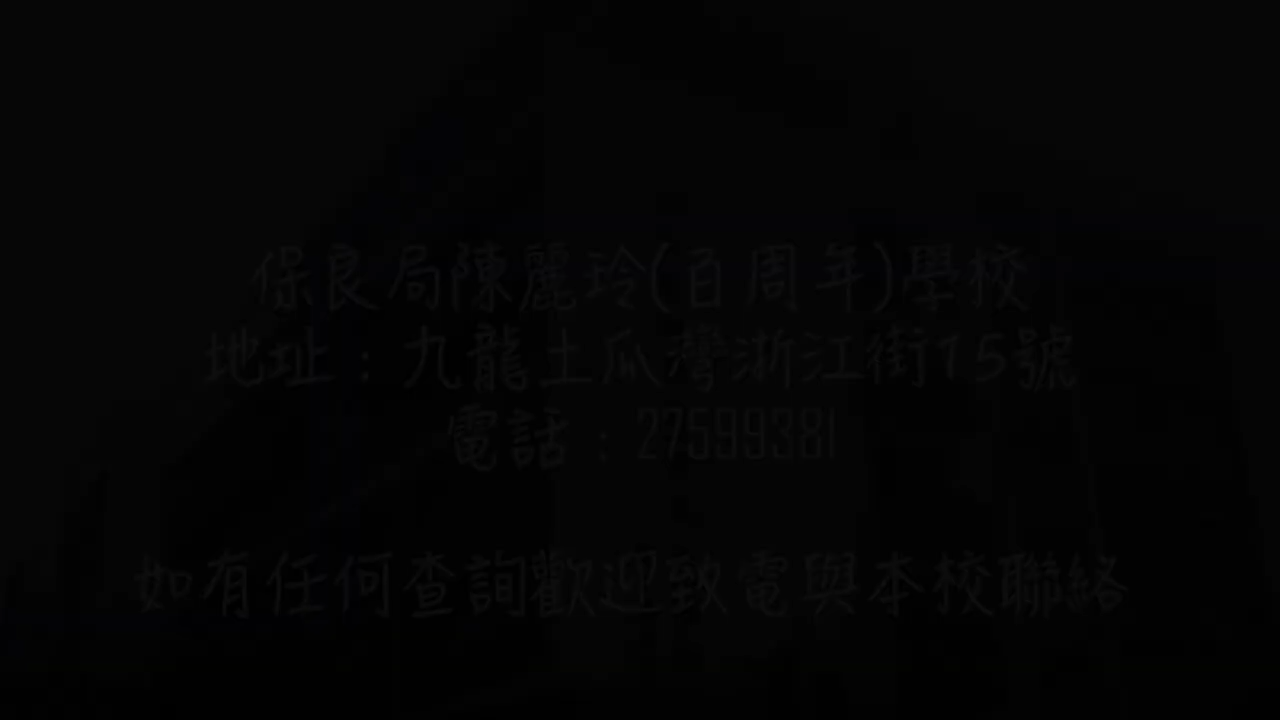 保良局陳麗玲(百周年)學校
地址：九龍土瓜灣浙江街15號
電話：27599381
如有任何查詢歡迎致電與本校聯絡